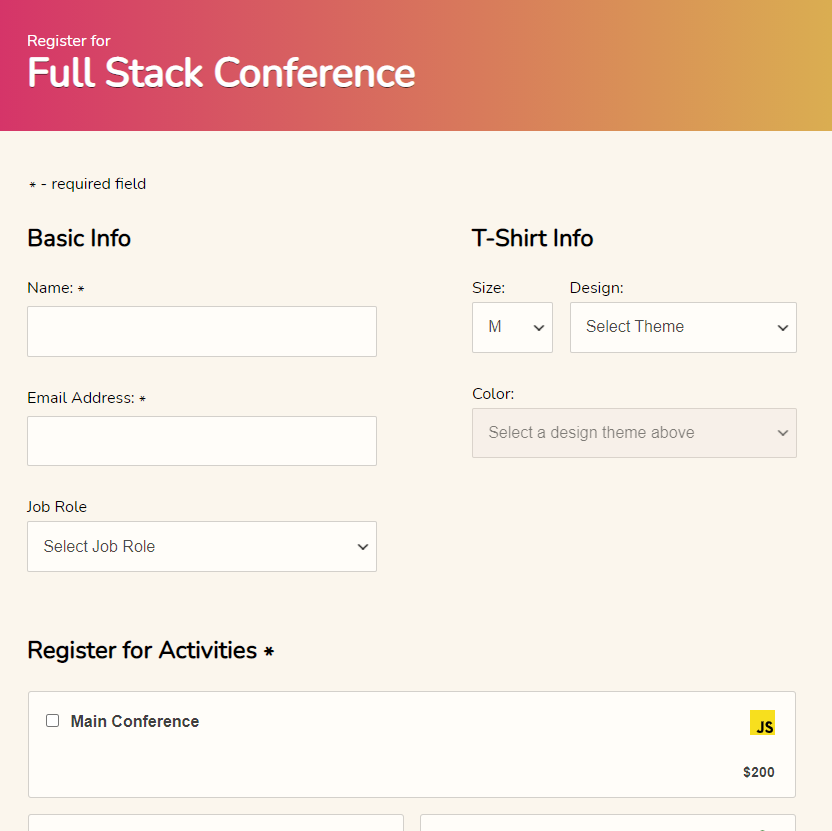 Register for
Full Stack Conference
* - required field
Basic Info
Name: *
Email Address: *
Job Role
Select Job Role
T-Shirt Info
Size:
M
Design:
Select Theme
Color:
Select a design theme above
Register for Activities *
Main Conference
JS
$200